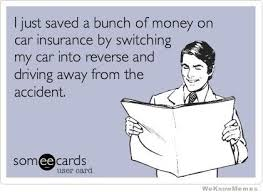 I just saved a bunch of money on
car insurance by switching
my car into reverse and
driving away from the
accident.
someecards
user card
WeKnowMemes